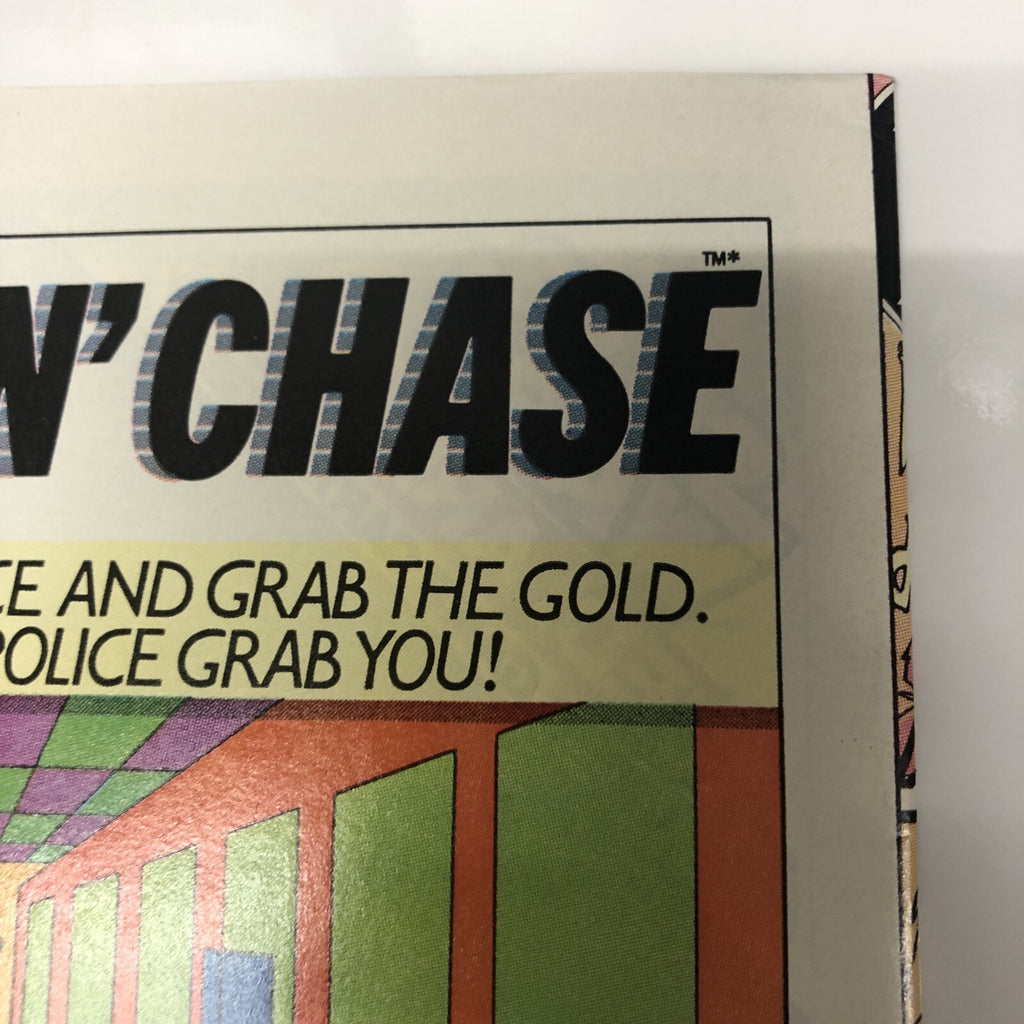 N' CHASE TM*
CE AND GRAB THE GOLD.
POLICE GRAB YOU!